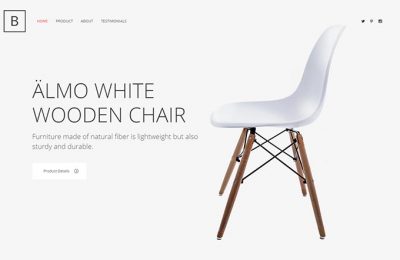 B
HOME PRODUCT ABOUT TESTIMONIALS
ÄLMO WHITE
WOODEN CHAIR
Furniture made of natural fiber is lightweight but also
sturdy and durable.
Product Details